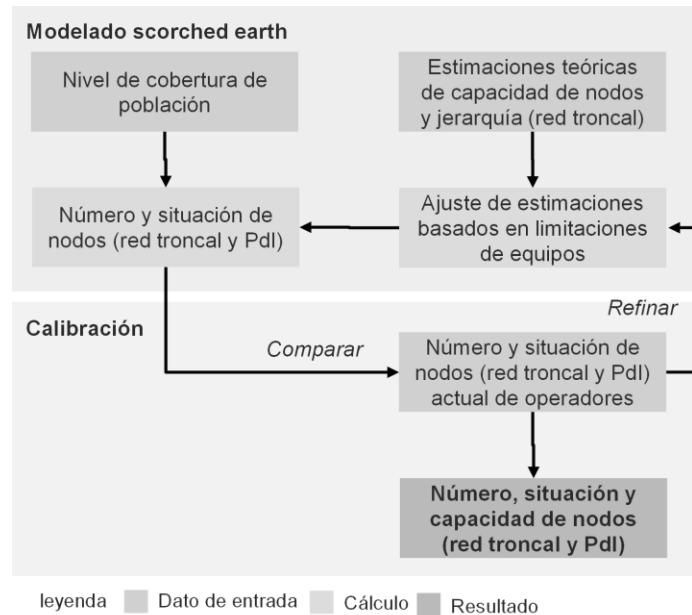 Modelado scorched earth
Nivel de cobertura de
población
Estimaciones teóricas
de capacidad de nodos
y jerarquía (red troncal)
Número y situación de
nodos (red troncal y PdI)
Ajuste de estimaciones
basados en limitaciones
de equipos
Calibración
Refinar
Comparar
Número y situación de
nodos (red troncal y PdI)
actual de operadores
Número, situación y
capacidad de nodos
(red troncal y PdI)
leyenda Dato de entrada Cálculo Resultado